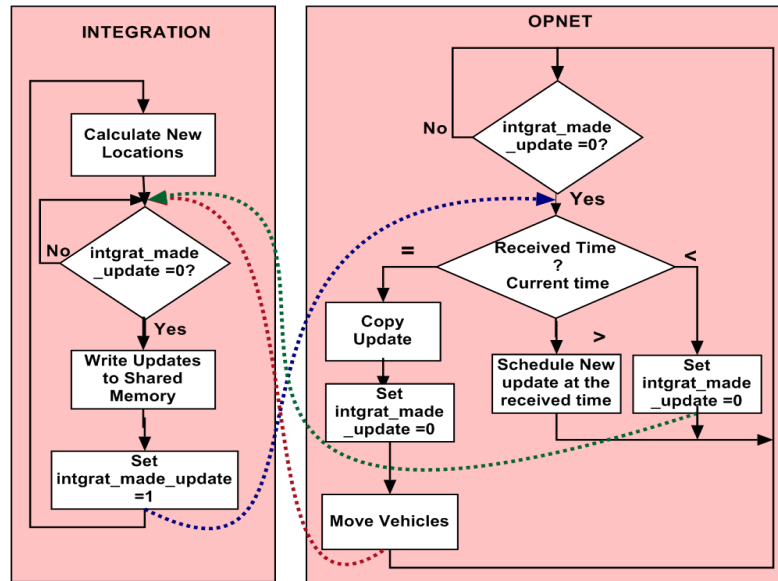 INTEGRATION
Calculate New
Locations
No
intgrat_made
_update =0?
Yes
Write Updates
to Shared
Memory
Set
intgrat_made_update
=1
OPNET
No
intgrat_made
_update =0?
Yes
Received Time
?
Current time
=
<
>
Copy
Update
Set
intgrat_made
_update =0
Move Vehicles
Schedule New
update at the
received time
Set
intgrat_made
_update =0